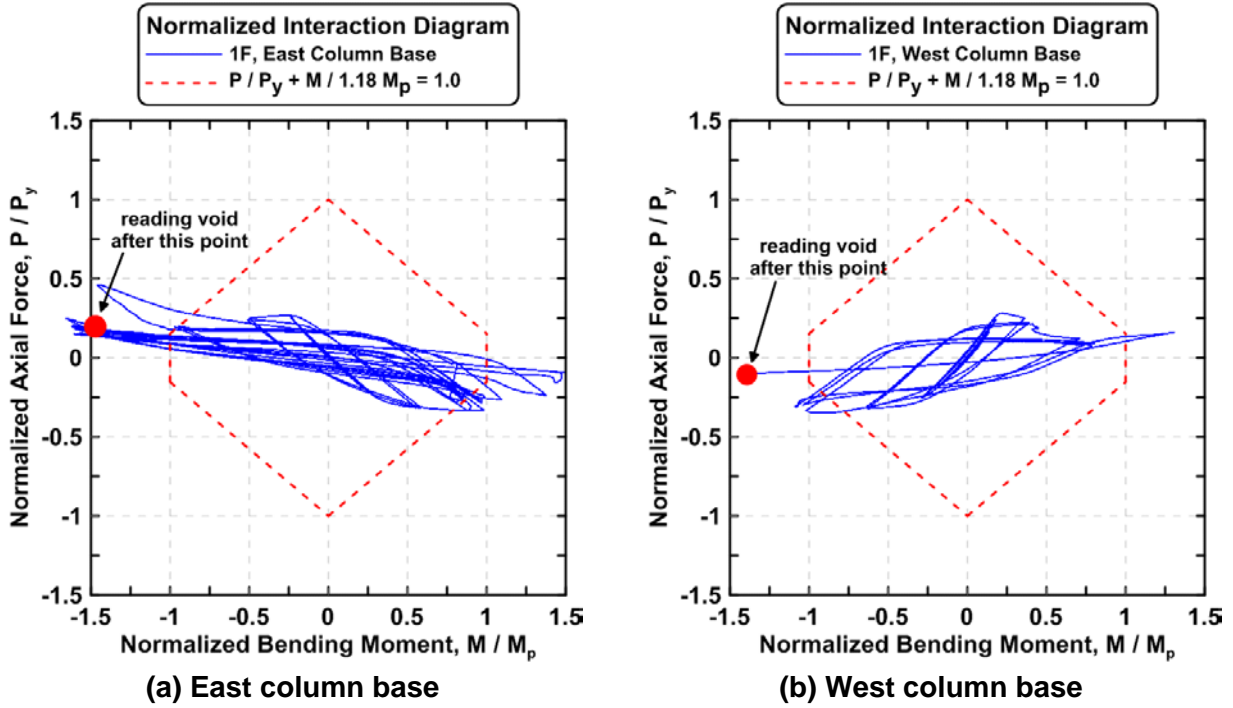 Normalized Interaction Diagram
1F, East Column Base
P / Py + M / 1.18 Mp = 1.0
1.5
1
0.5
0
-0.5
-1
-1.5
Normalized Axial Force, P / Py
reading void
after this point
-1.5 -1 -0.5 0 0.5 1 1.5
Normalized Bending Moment, M / Mp
(a) East column base
Normalized Interaction Diagram
1F, West Column Base
P / Py + M / 1.18 Mp = 1.0
1.5
1
0.5
0
-0.5
-1
-1.5
Normalized Axial Force, P / Py
reading void
after this point
-1.5 -1 -0.5 0 0.5 1 1.5
Normalized Bending Moment, M / Mp
(b) West column base